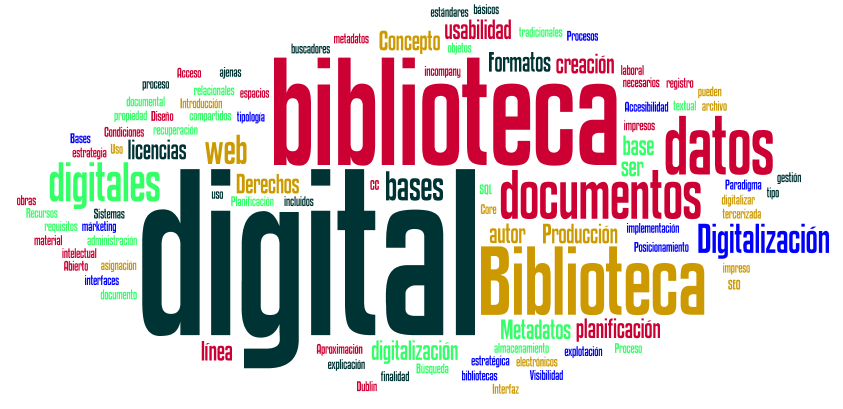 estándares básicos
metadatos Concepto usabilidad tradicionales Procesos
buscadores objetos
Acceso ajenas incompany Formatos creación laboral
proceso relacionales espacios biblioteca necesarios registro pueden
documental Introducción Accesibilidad textual archivo
propiedad Diseño compartidos tipología
Condiciones recuperación impresos
Bases Uso licencias web base datos
estrategia ser
digitales Derechos cc bases SQL documentos Paradigma gestión
obras uso Planificación incluidos digitalizar tipo
Recursos Sistemas Core tercerizada
requisitos márketing digital autor Producción implementación Digitalización
material administración Posicionamiento
intelectual
Abierto asignación Biblioteca impreso
interfaces SEO
documento
Metadatos planificación
línea Aproximación digitalización almacenamiento explotación Proceso
explicación Búsqueda estratégica electrónicos
finalidad bibliotecas Visibilidad
Dublin Interfaz